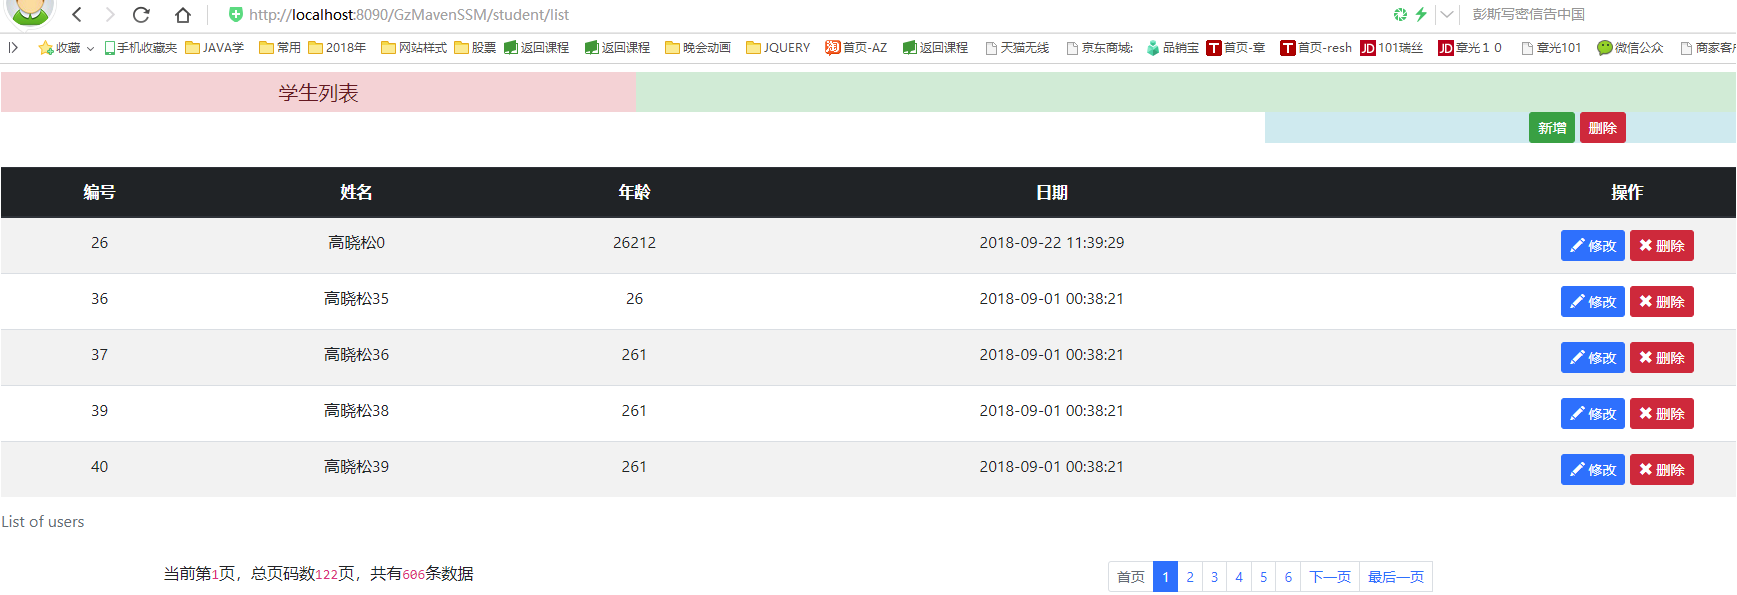 http://localhost:8090/GzMavenSSM/student/list 彭斯写密信告中国
收藏 手机收藏夹 JAVA学 常用 2018年 网站样式 股票 返回课程 返回课程 晚会动画 JQUERY 淘 首页-AZ 返回课程 天猫无线 京东商城: 品销宝 T 首页-章 T 首页-resh JD 101瑞丝 JD 章光１０ 章光101 微信公众 商家客户
学生列表
新增 删除
编号 姓名 年龄 日期 操作
26 高晓松0 26212 2018-09-22 11:39:29 修改 删除
36 高晓松35 26 2018-09-01 00:38:21 修改 删除
37 高晓松36 261 2018-09-01 00:38:21 修改 删除
39 高晓松38 261 2018-09-01 00:38:21 修改 删除
40 高晓松39 261 2018-09-01 00:38:21 修改 删除
List of users
当前第1页，总页码数122页，共有606条数据 首页 1 2 3 4 5 6 下一页 最后一页